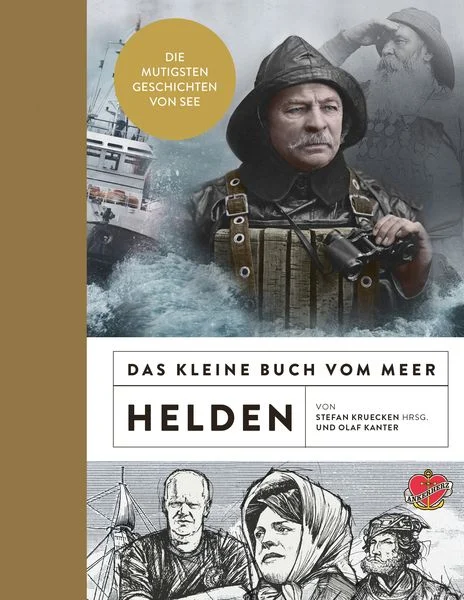 DIE
MUTIGSTEN
GESCHICHTEN
VON SEE
DAS KLEINE BUCH VOM MEER
HELDEN
VON
STEFAN KRUECKEN HRSG.
UND OLAF KANTER
ANKERHERZ